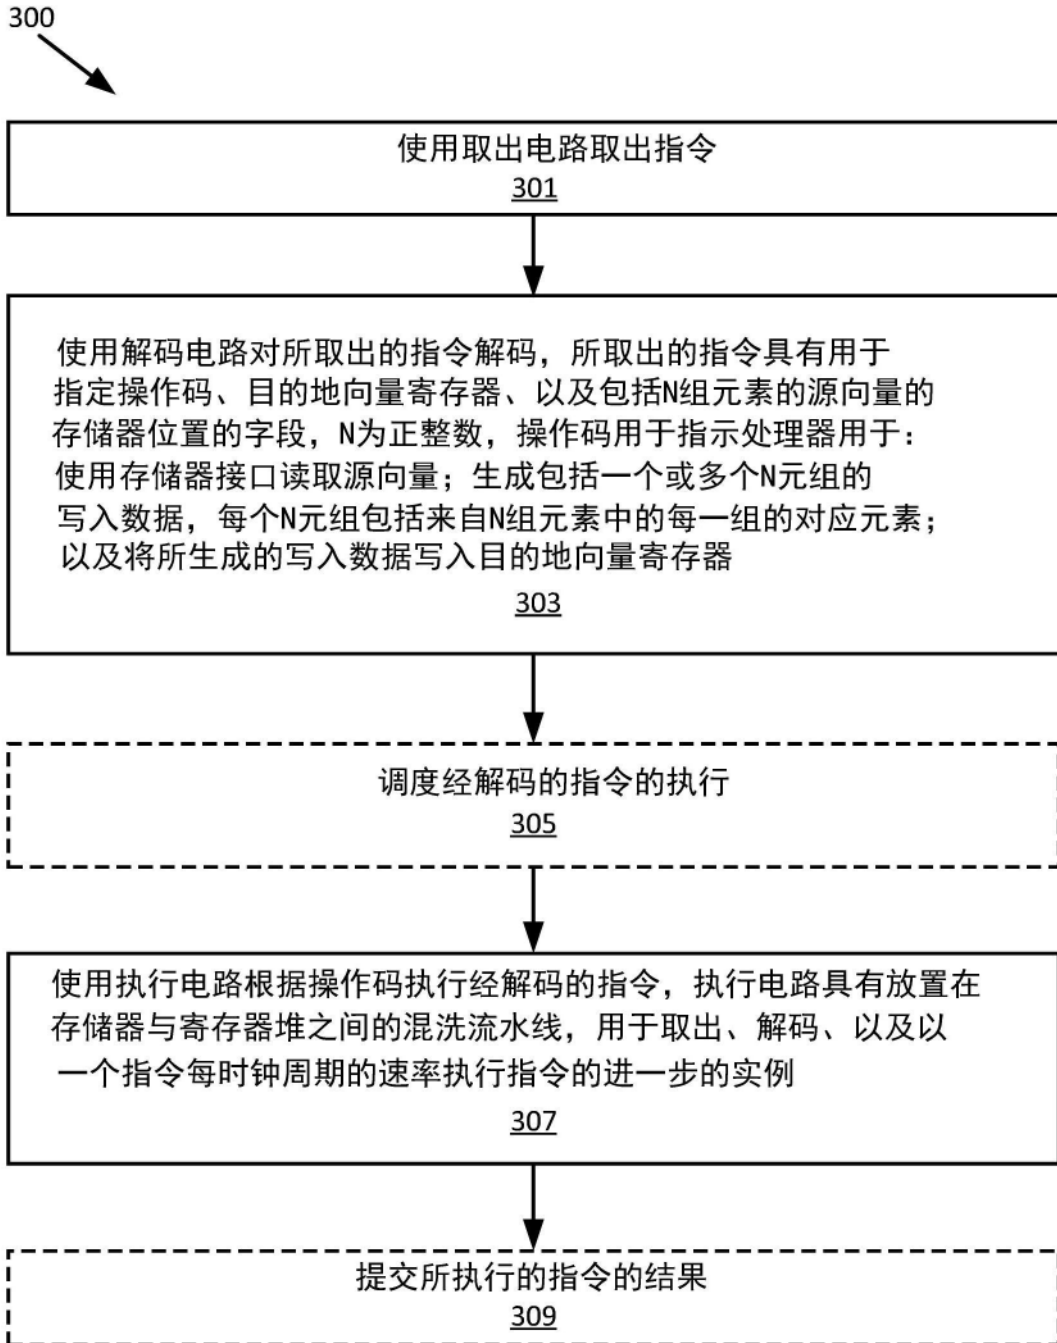 300
使用取出电路取出指令
301
使用解码电路对所取出的指令解码，所取出的指令具有用于
指定操作码、目的地向量寄存器、以及包括N组元素的源向量的
存储器位置的字段，N为正整数，操作码用于指示处理器用于：
使用存储器接口读取源向量；生成包括一个或多个N元组的
写入数据，每个N元组包括来自N组元素中的每一组的对应元素；
以及将所生成的写入数据写入目的地向量寄存器
303
调度经解码的指令的执行
305
使用执行电路根据操作码执行经解码的指令，执行电路具有放置在
存储器与寄存器堆之间的混洗流水线，用于取出、解码、以及以
一个指令每时钟周期的速率执行指令的进一步的实例
307
提交所执行的指令的结果
309